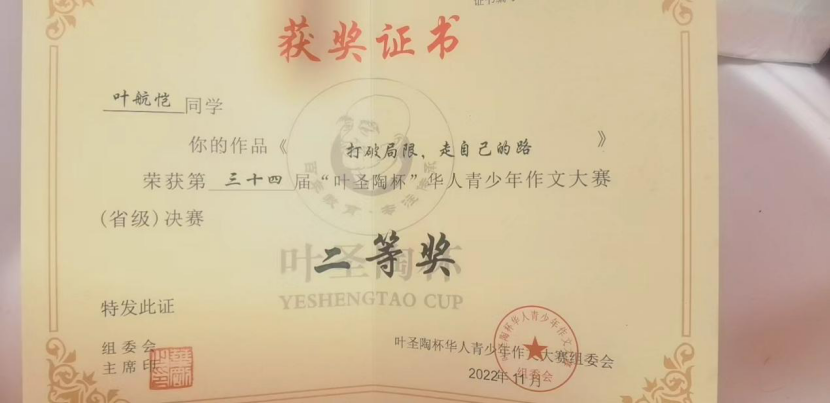 获奖证书
叶航恺同学
你的作品《打破局限，走自己的路》
荣获第三十四届“叶圣陶杯”华人青少年作文大赛
(省级)决赛
二等奖
叶圣陶杯
YESHENGTAO CUP
特发此证
组委会
主席印
叶圣陶杯华人青少年作文大赛组委会
2022年11月